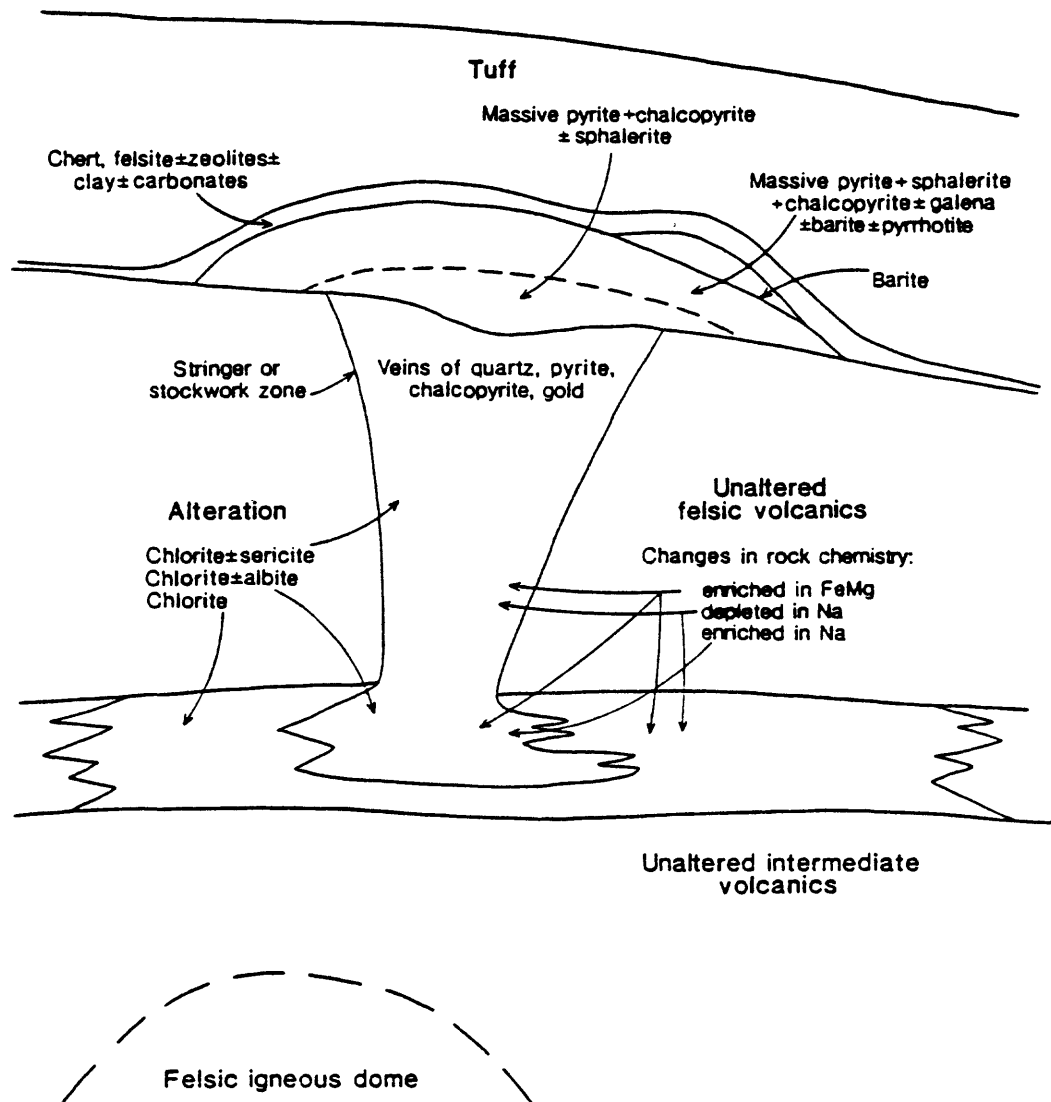 Tuff
Massive pyrite+chalcopyrite
± sphalerite
Chert, felsite±zeolites±
clay±carbonates
Massive pyrite+ sphalerite
+chalcopyrite± galena
±barite±pyrrhotite
Barite
Stringer or
stockwork zone
Veins of quartz, pyrite,
chalcopyrite, gold
Alteration
Chlorite±sericite
Chlorite±albite
Chlorite
Unaltered
felsic volcanics
Changes in rock chemistry:
enriched in FeMg
depleted in Na
enriched in Na
Unaltered intermediate
volcanics
Felsic igneous dome